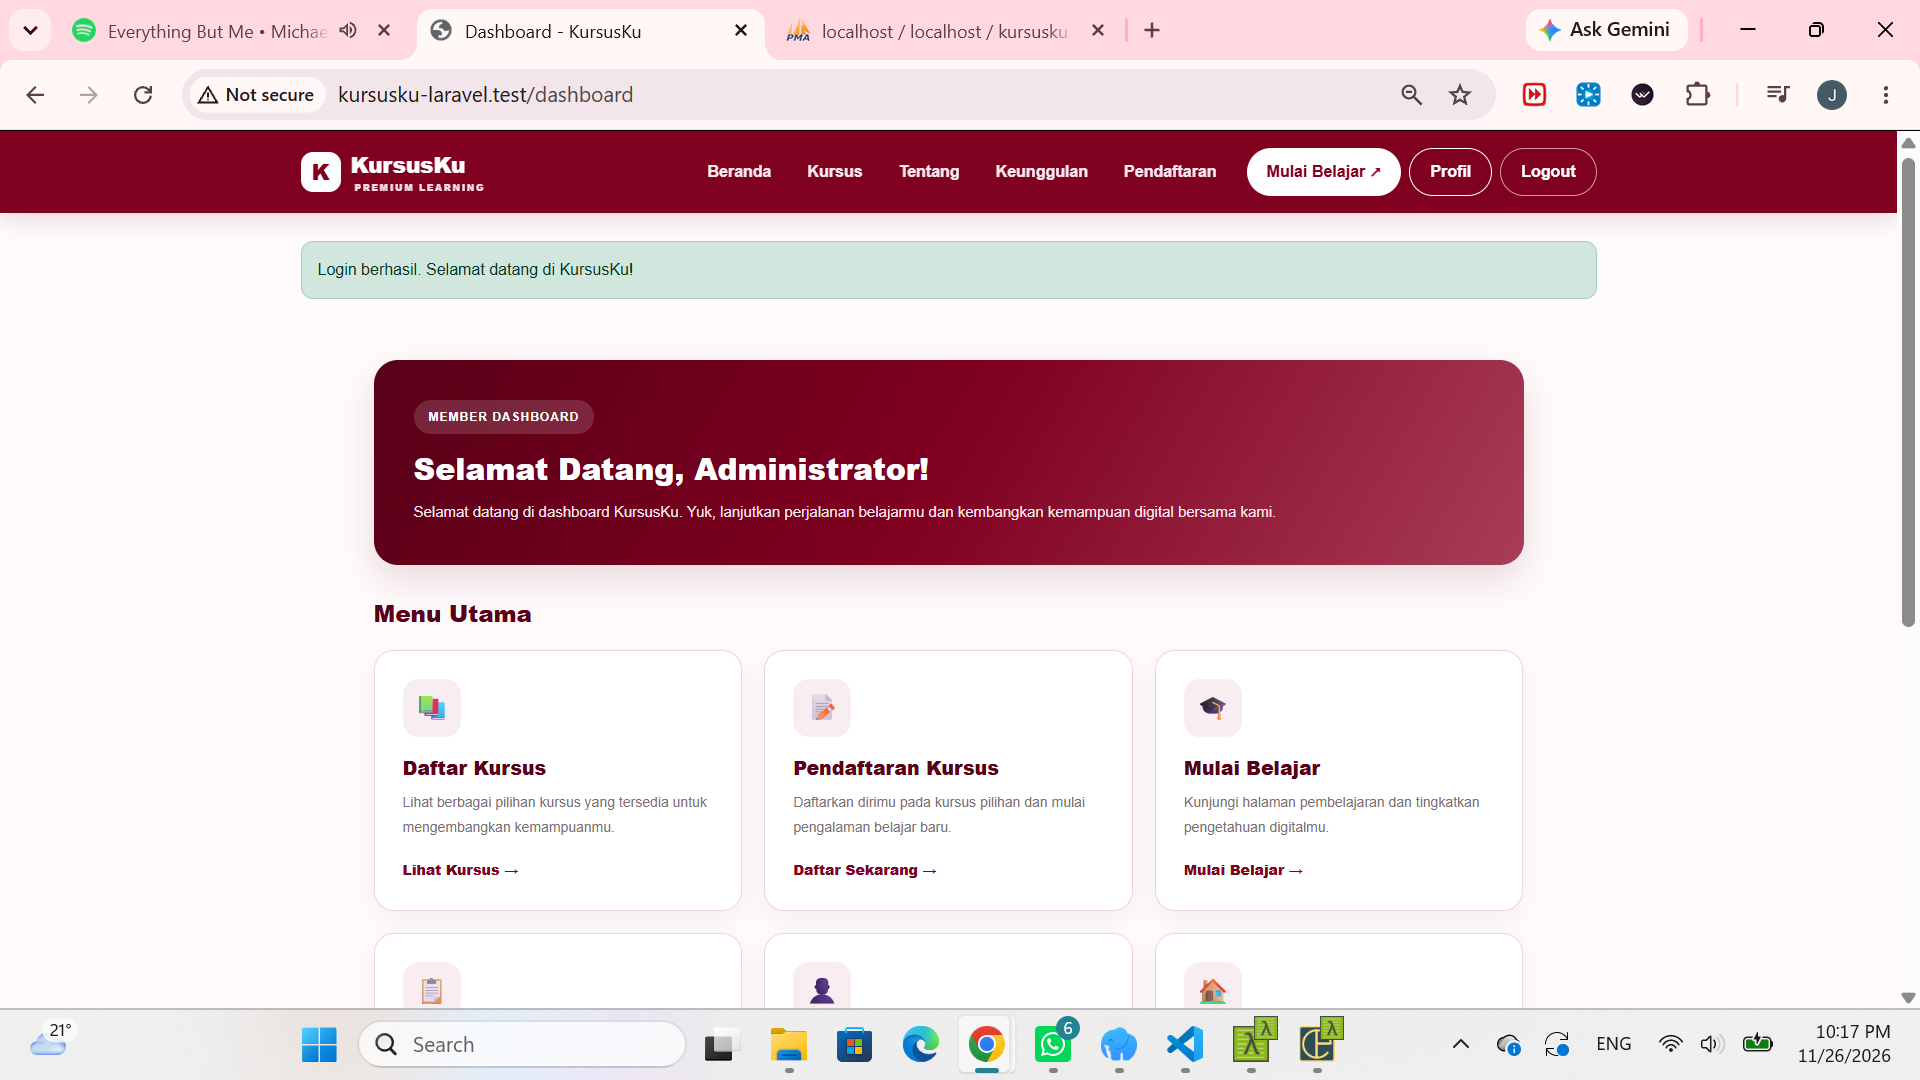 Everything But Me • Michae
Dashboard - KursusKu
localhost / localhost / kursusku
Ask Gemini
Not secure
kursusku-laravel.test/dashboard
J
K
KursusKu
PREMIUM LEARNING
Beranda
Kursus
Tentang
Keunggulan
Pendaftaran
Mulai Belajar ↗
Profil
Logout
Login berhasil. Selamat datang di KursusKu!
MEMBER DASHBOARD
Selamat Datang, Administrator!
Selamat datang di dashboard KursusKu. Yuk, lanjutkan perjalanan belajarmu dan kembangkan kemampuan digital bersama kami.
Menu Utama
Daftar Kursus
Lihat berbagai pilihan kursus yang tersedia untuk
mengembangkan kemampuanmu.
Lihat Kursus →
Pendaftaran Kursus
Daftarkan dirimu pada kursus pilihan dan mulai
pengalaman belajar baru.
Daftar Sekarang →
Mulai Belajar
Kunjungi halaman pembelajaran dan tingkatkan
pengetahuan digitalmu.
Mulai Belajar →
21°
Search
6
ENG
10:17 PM
11/26/2026